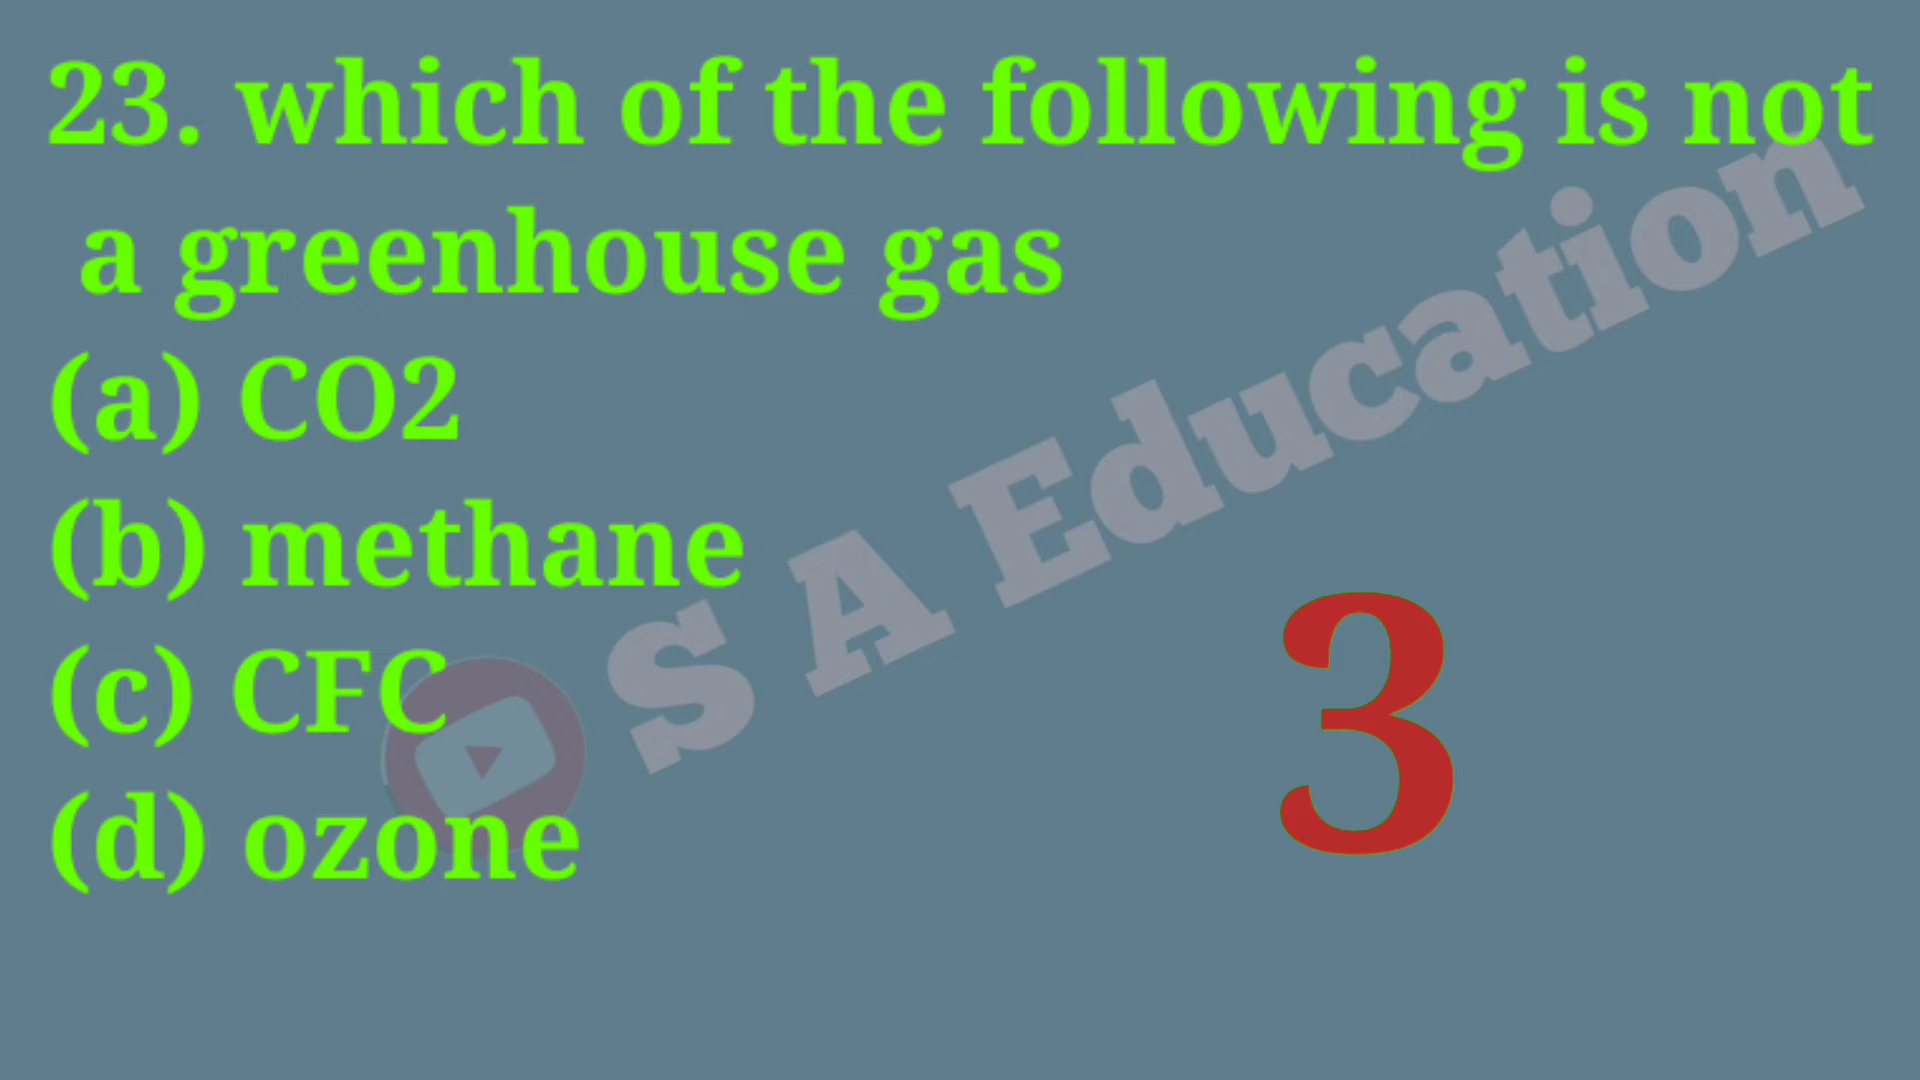 23. which of the following is not
a greenhouse gas
(a) CO2
(b) methane
(c) CFC
(d) ozone
S A Education
3